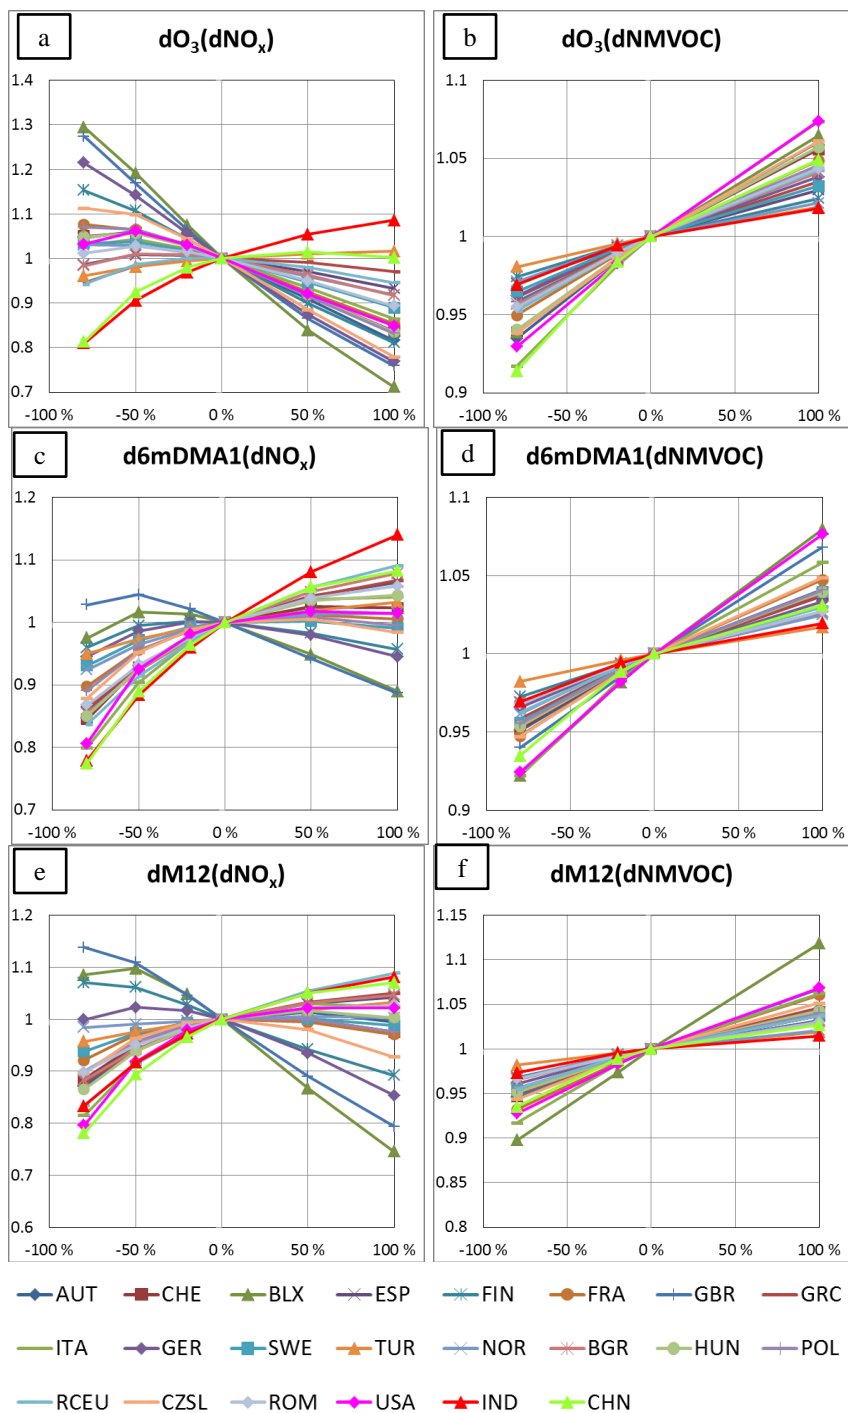 a
dO₃(dNOₓ)
1.4
1.3
1.2
1.1
1
0.9
0.8
0.7
-100 % -50 % 0 % 50 % 100 %
b
dO₃(dNMVOC)
1.1
1.05
1
0.95
0.9
-100 % -50 % 0 % 50 % 100 %
c
d6mDMA1(dNOₓ)
1.2
1.1
1
0.9
0.8
0.7
-100 % -50 % 0 % 50 % 100 %
d
d6mDMA1(dNMVOC)
1.1
1.05
1
0.95
0.9
-100 % -50 % 0 % 50 % 100 %
e
dM12(dNOₓ)
1.2
1.1
1
0.9
0.8
0.7
0.6
-100 % -50 % 0 % 50 % 100 %
f
dM12(dNMVOC)
1.15
1.1
1.05
1
0.95
0.9
0.85
0.8
-100 % -50 % 0 % 50 % 100 %
AUT CHE BLX ESP FIN FRA GBR GRC
ITA GER SWE TUR NOR BGR HUN POL
RCEU CZSL ROM USA IND CHN